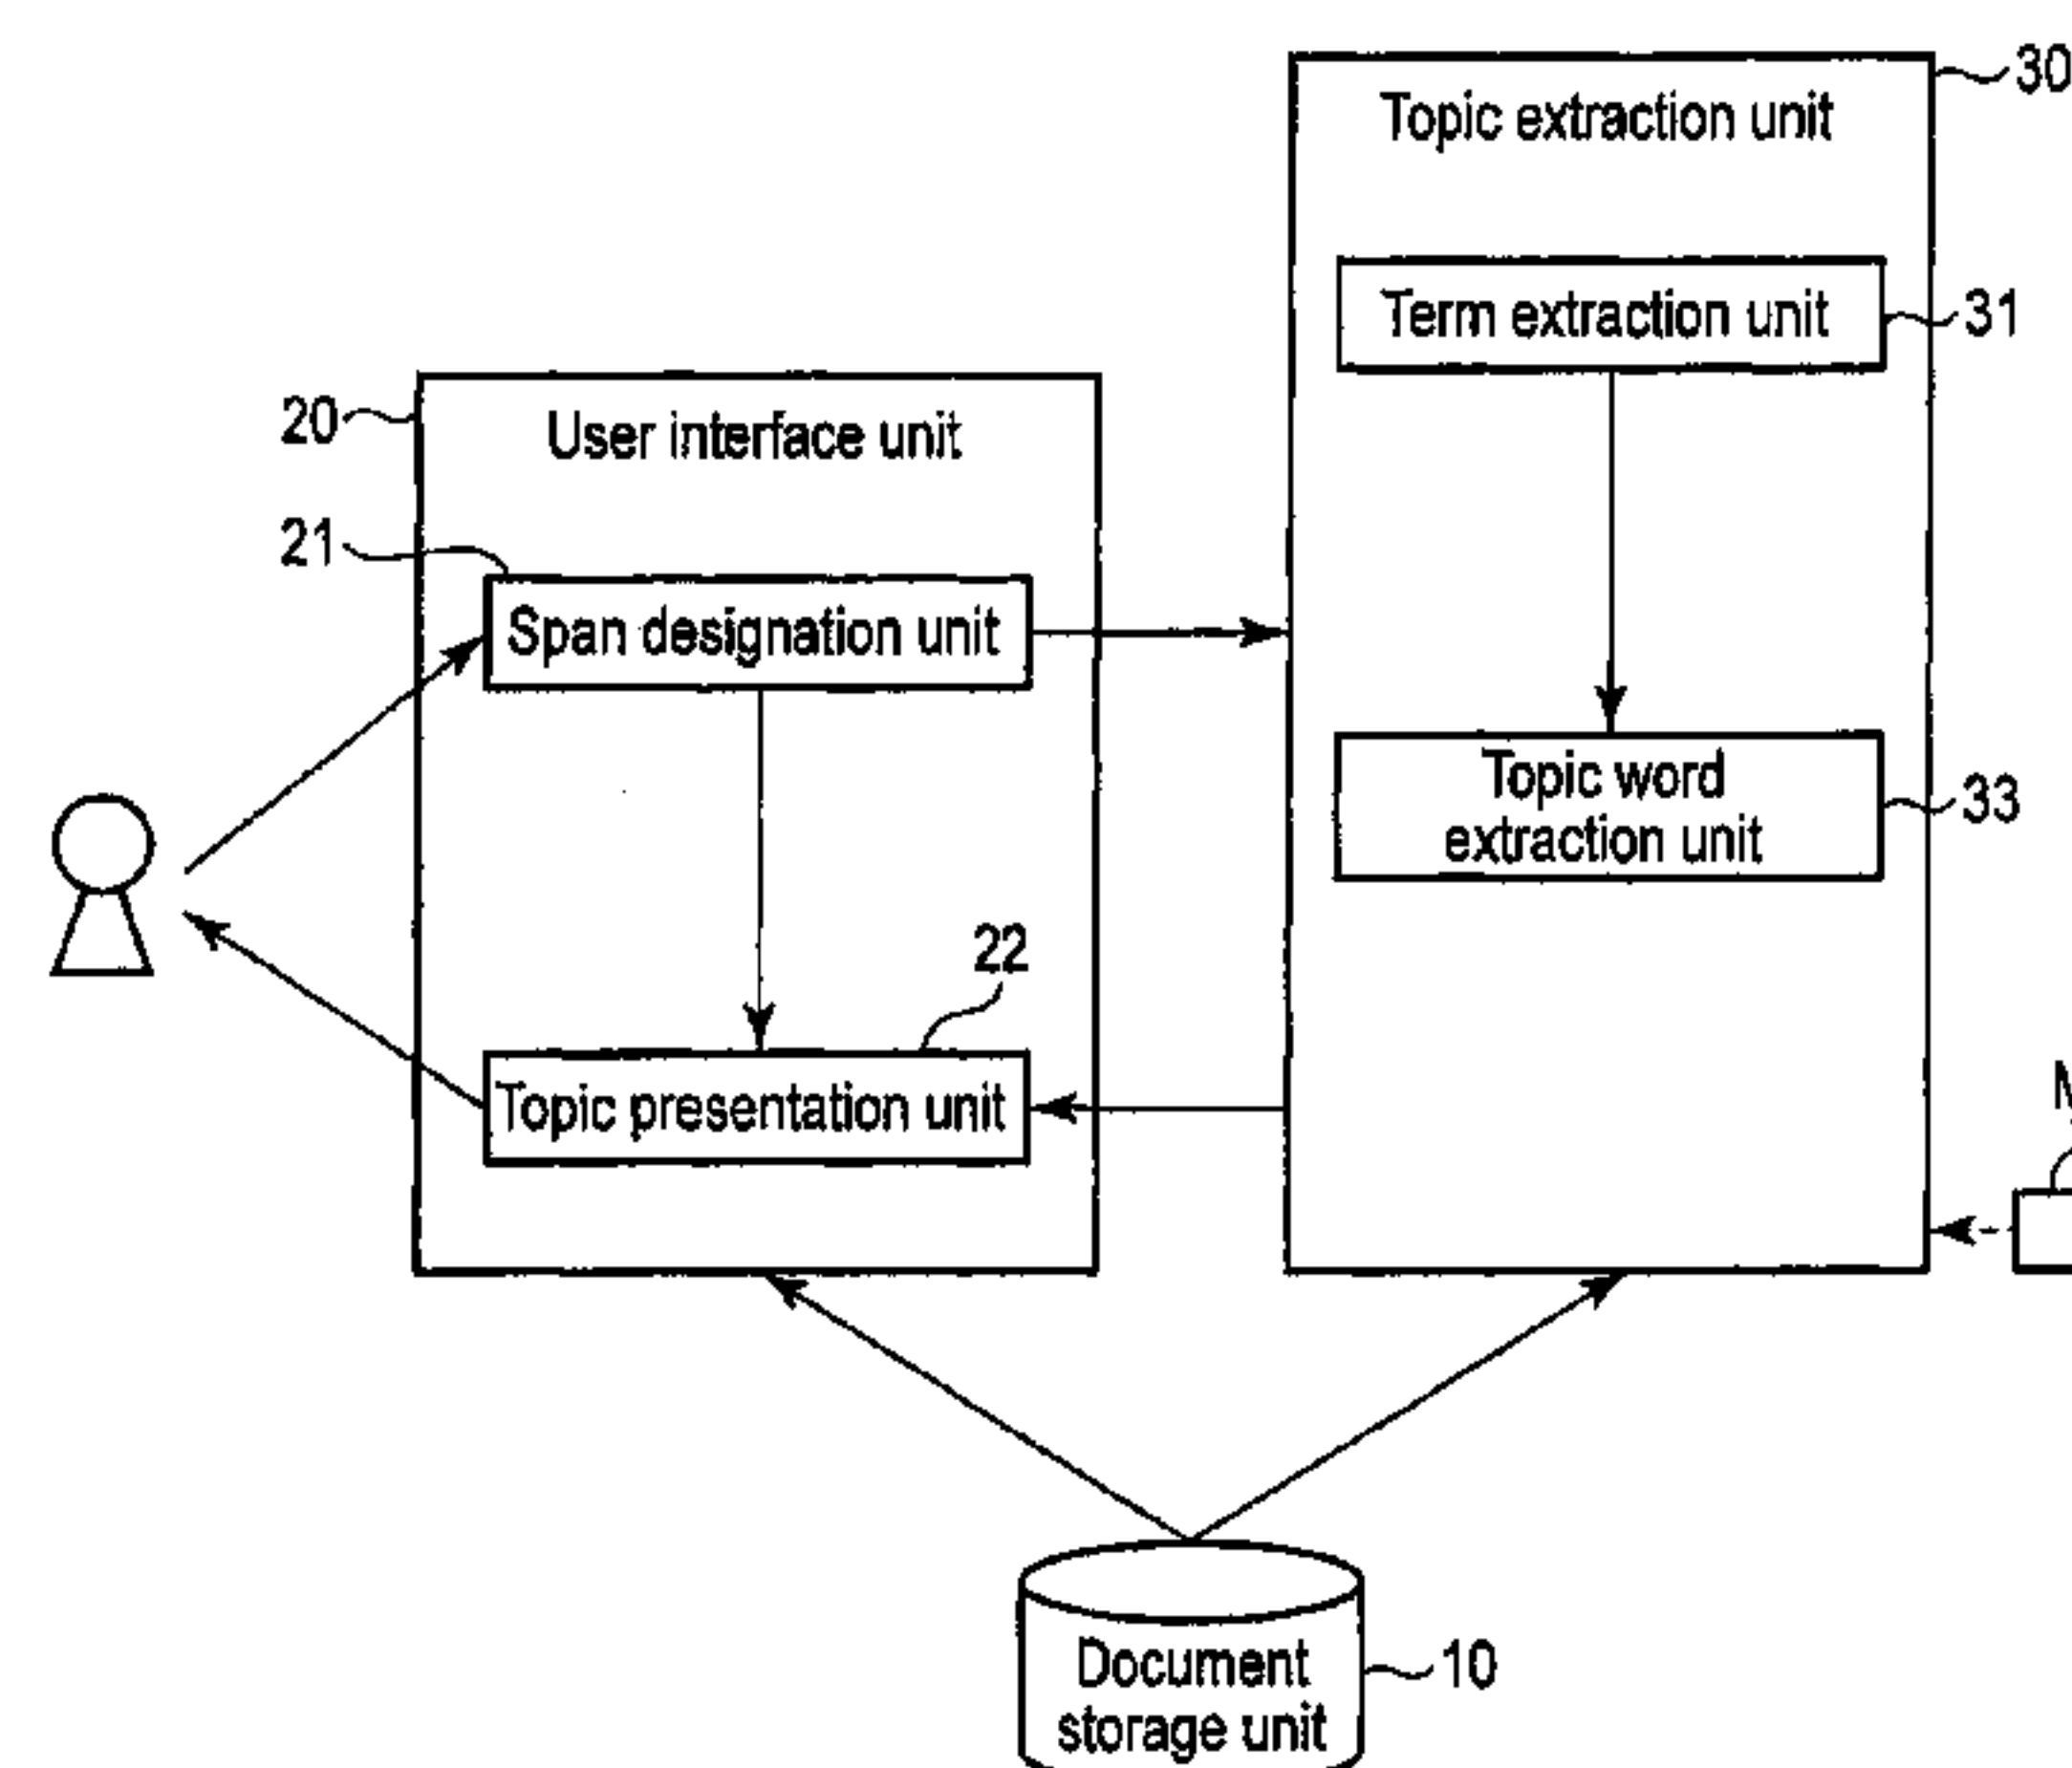 30
Topic extraction unit
Term extraction unit
31
20
User interface unit
21
Span designation unit
Topic word
extraction unit
33
22
Topic presentation unit
Document
storage unit
10